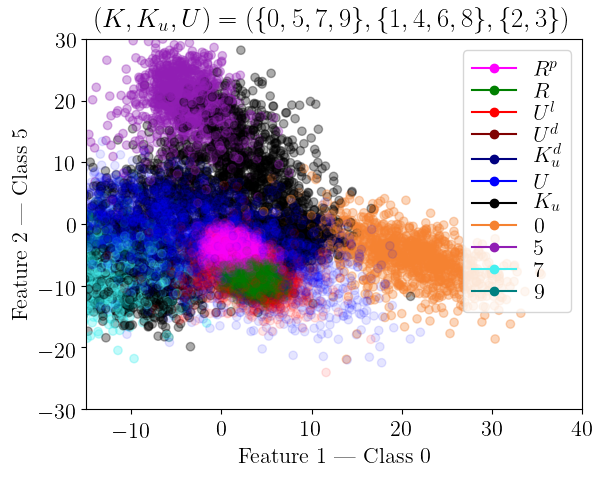 (K, K_u, U) = ({0, 5, 7, 9}, {1, 4, 6, 8}, {2, 3})
30
20
10
0
−10
−20
−30
Feature 2 — Class 5
R^p
R
U^l
U^d
K_u^d
U
K_u
0
5
7
9
−10
0
10
20
30
40
Feature 1 — Class 0